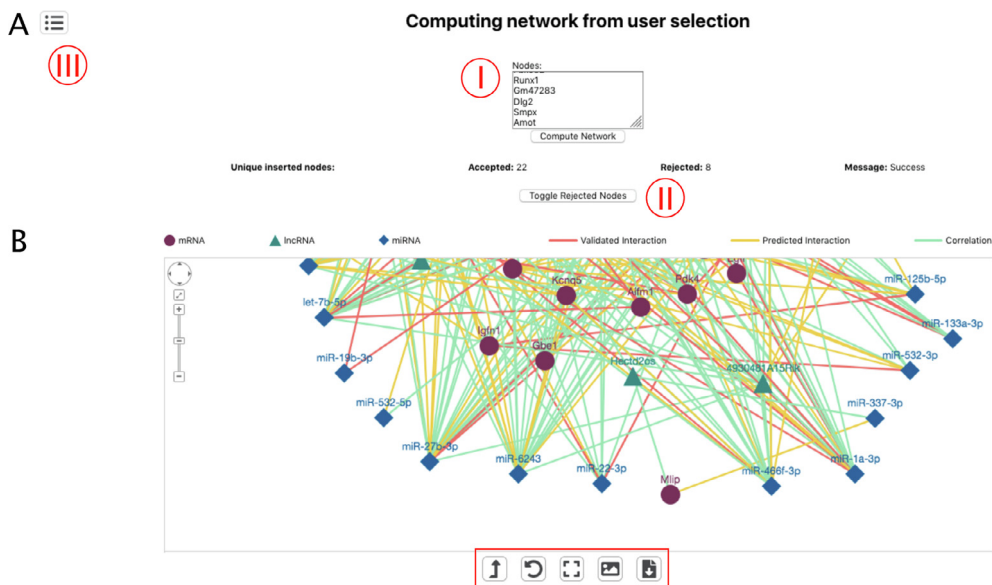 A
Computing network from user selection
III
I
Nodes:
Runx1
Gm47283
Dlg2
Smpx
Amot
Compute Network
Unique inserted nodes: Accepted: 22 Rejected: 8 Message: Success
Toggle Rejected Nodes
II
B
mRNA lncRNA miRNA Validated Interaction Predicted Interaction Correlation
miR-125b-5p
Kcnq5
Pdk4
Aifm1
let-7b-5p
miR-133a-3p
Igfn1
Gbe1
miR-19b-3p
miR-532-3p
Hectd2os
4930481A15Rik
miR-532-5p
miR-337-3p
miR-27b-3p
miR-6243
miR-22-3p
miR-466f-3p
miR-1a-3p
Mlip